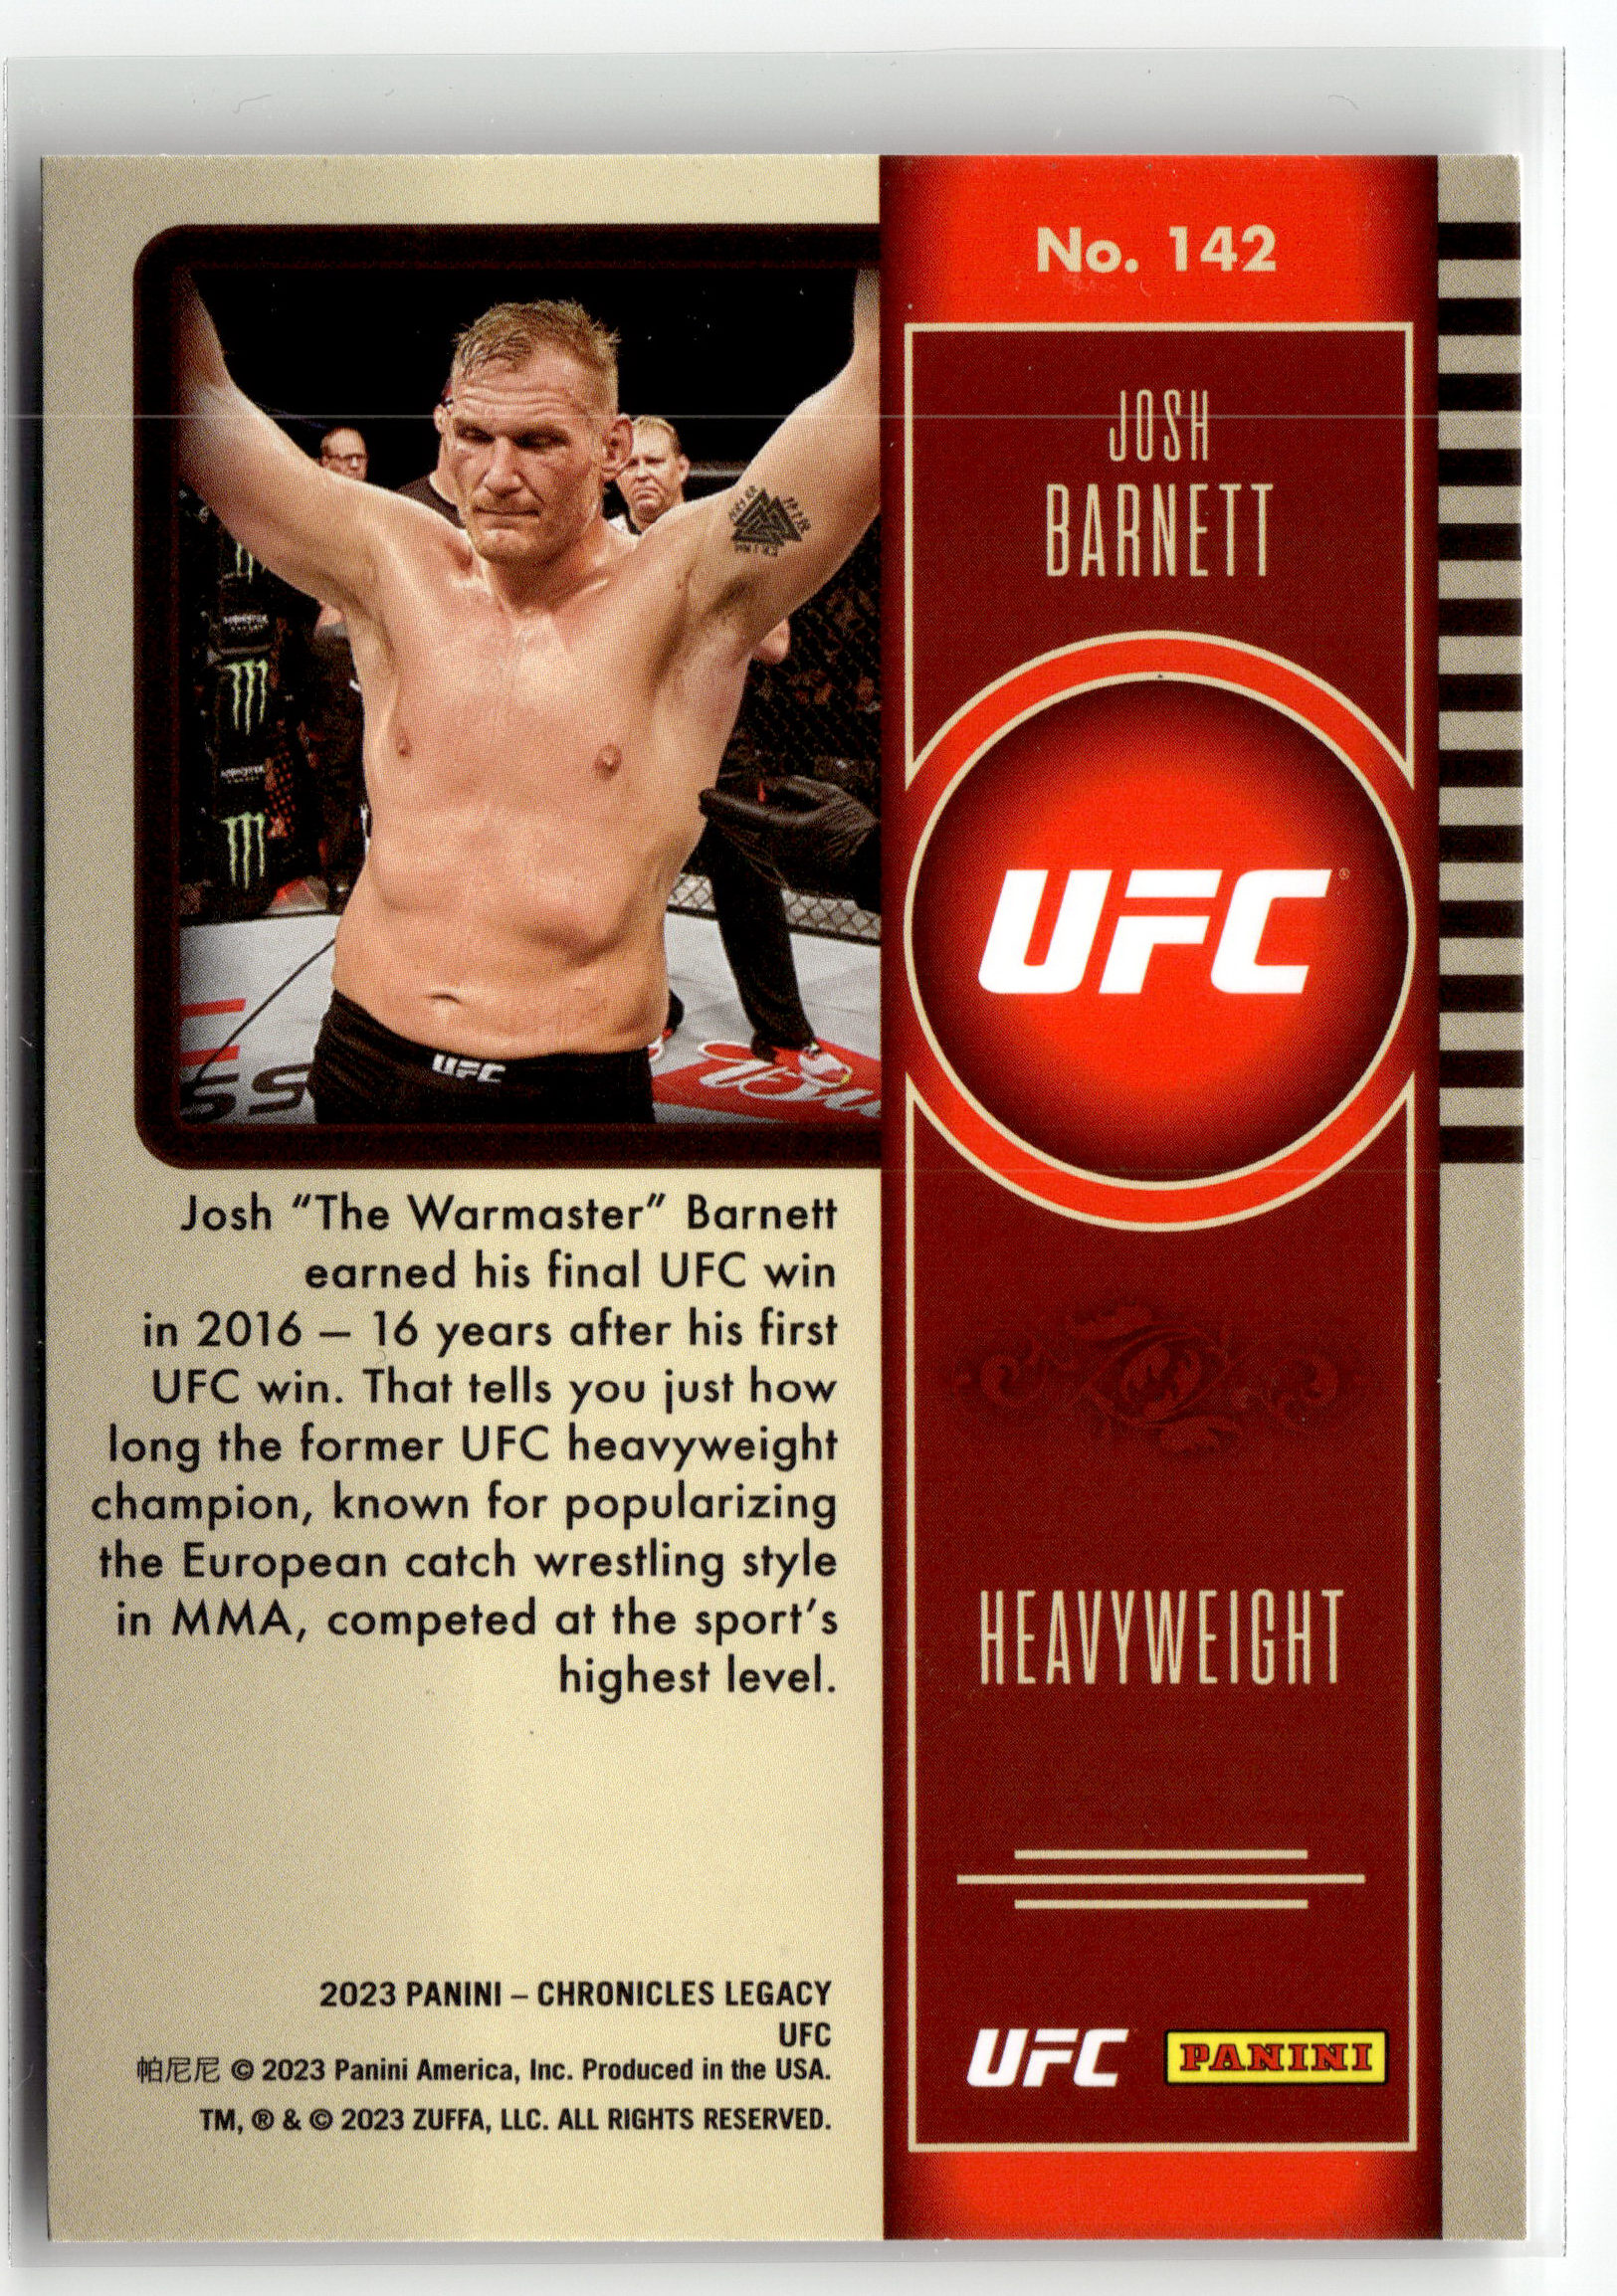 No. 142
JOSH
BARNETT
UFC
Josh “The Warmaster” Barnett
earned his final UFC win
in 2016 – 16 years after his first
UFC win. That tells you just how
long the former UFC heavyweight
champion, known for popularizing
the European catch wrestling style
in MMA, competed at the sport’s
highest level.
HEAVYWEIGHT
2023 PANINI – CHRONICLES LEGACY
UFC
帕尼尼 © 2023 Panini America, Inc. Produced in the USA.
TM, ® & © 2023 ZUFFA, LLC. ALL RIGHTS RESERVED.
UFC PANINI
UFC